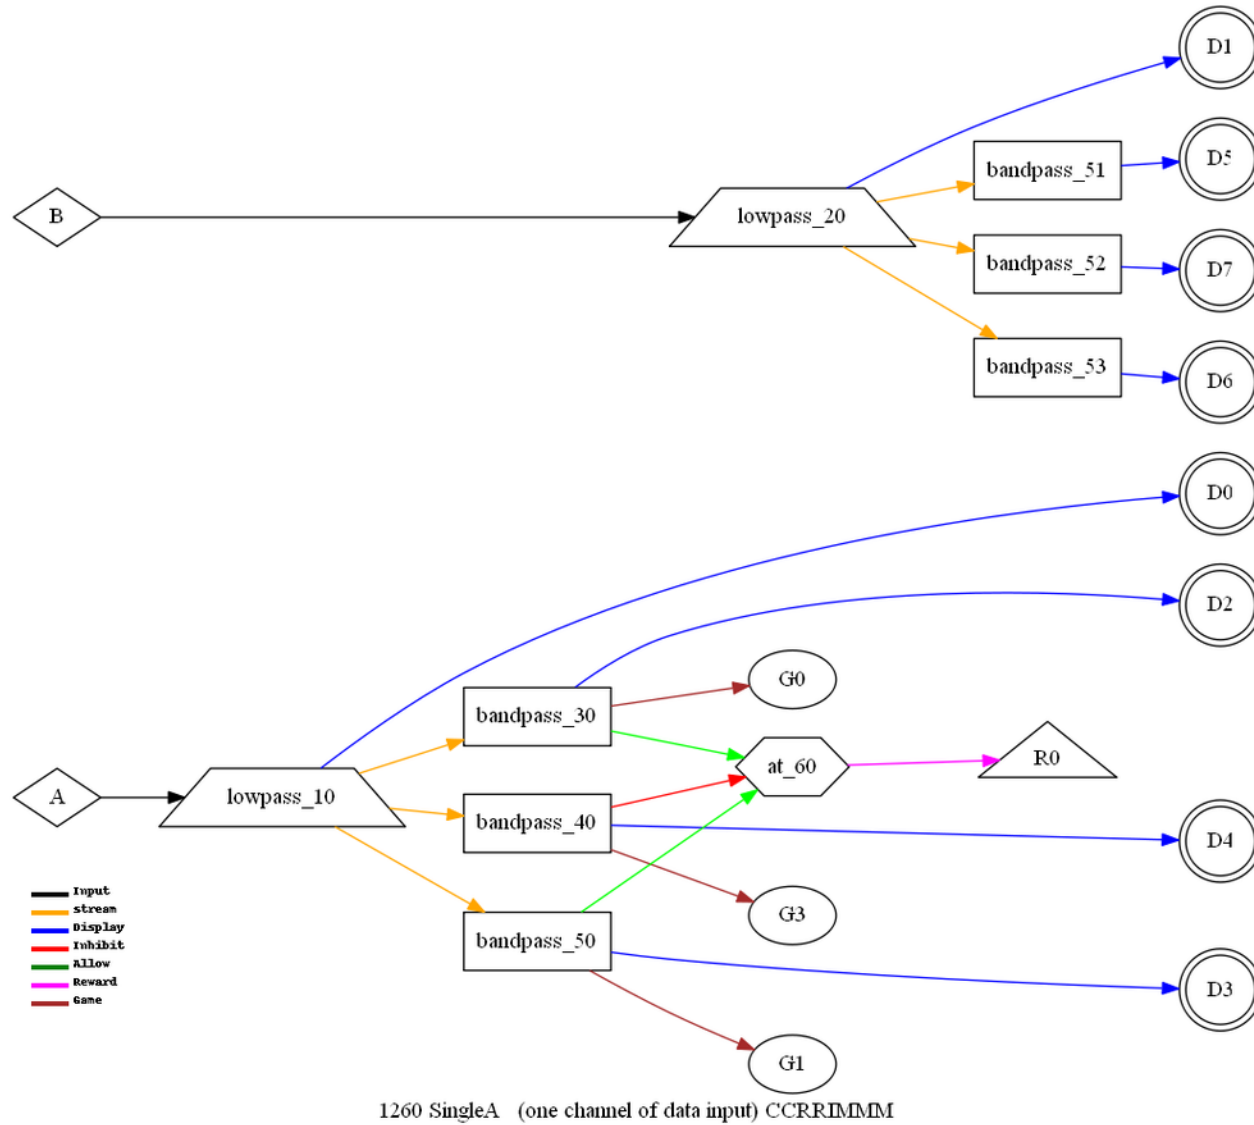 D1
bandpass_51
D5
B
lowpass_20
bandpass_52
D7
bandpass_53
D6
D0
D2
G0
bandpass_30
at_60
R0
A
lowpass_10
bandpass_40
D4
G3
bandpass_50
D3
G1
Input
stream
Display
Inhibit
Allow
Reward
Game
1260 SingleA (one channel of data input) CCRRIMMM